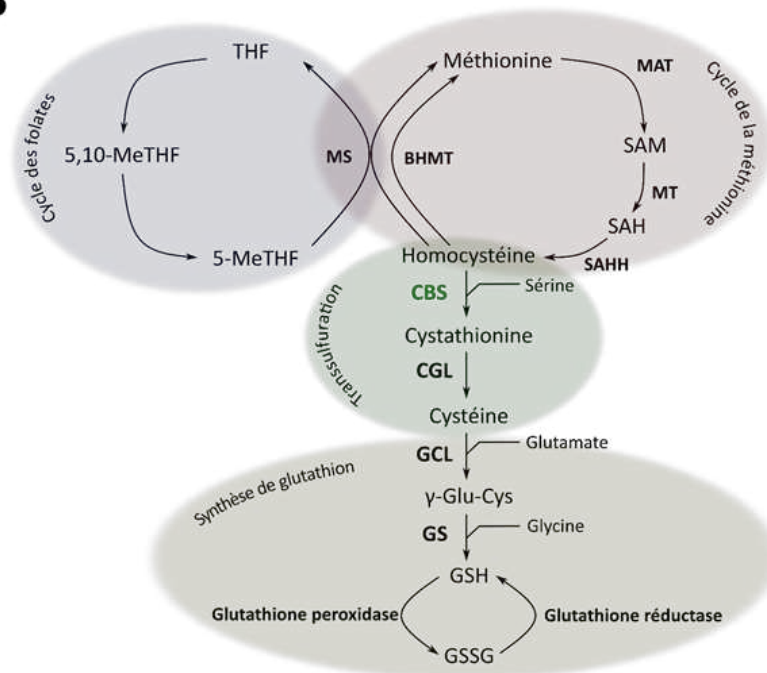 THF
Méthionine
MAT
Cycle des folates
Cycle de la méthionine
5,10-MeTHF
MS
BHMT
SAM
MT
SAH
5-MeTHF
Homocystéine
SAHH
CBS
Sérine
Transsulfuration
Cystathionine
CGL
Cystéine
GCL
Glutamate
Synthèse de glutathion
γ-Glu-Cys
GS
Glycine
GSH
Glutathione peroxidase
Glutathione réductase
GSSG